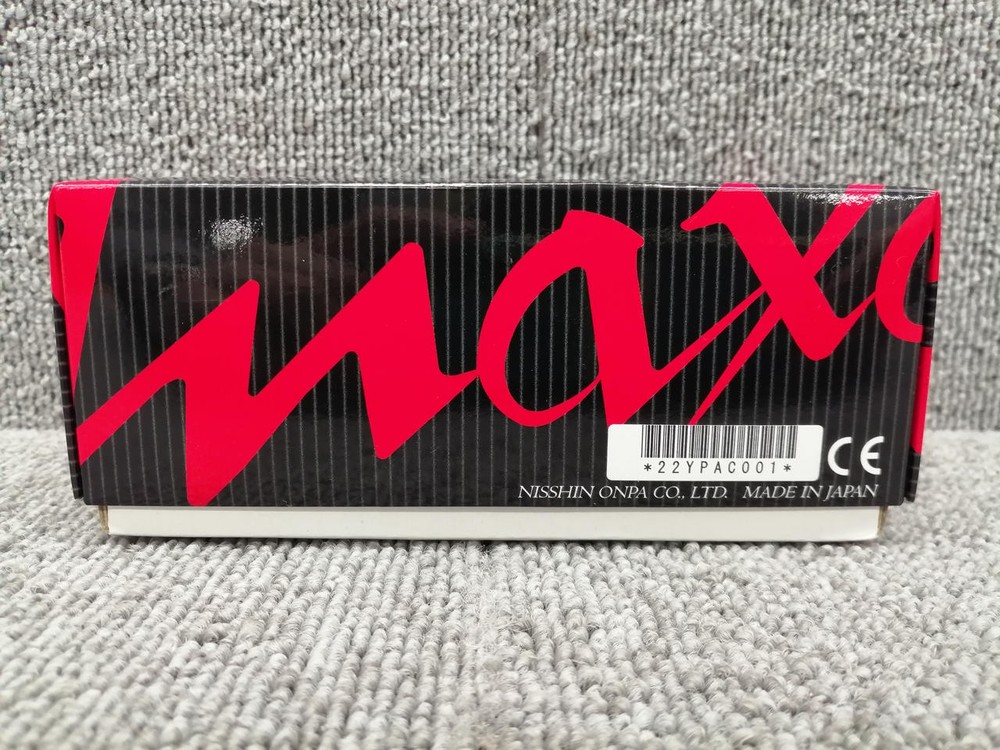 maxo
*22YPAC001*
CE
NISSHIN ONPA CO., LTD. MADE IN JAPAN